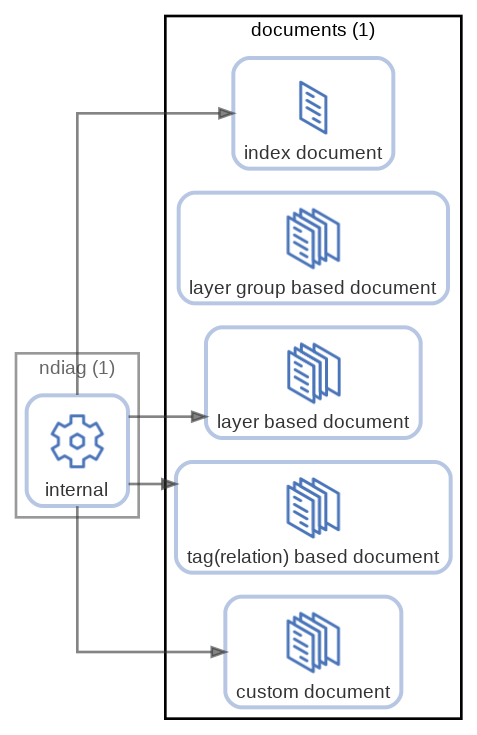 documents (1)
index document
layer group based document
ndiag (1)
layer based document
internal
tag(relation) based document
custom document